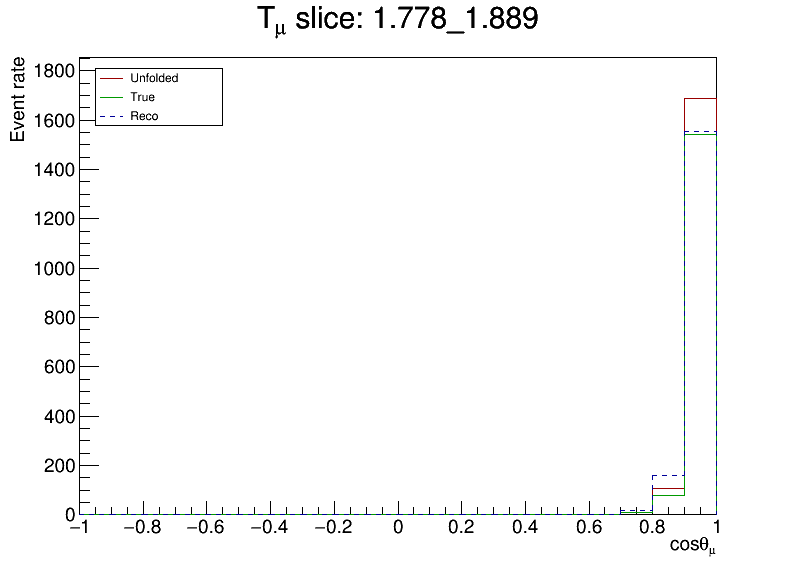 Tμ slice: 1.778_1.889
Event rate
Unfolded
True
Reco
1800
1600
1400
1200
1000
800
600
400
200
0
−1 −0.8 −0.6 −0.4 −0.2 0 0.2 0.4 0.6 0.8 1
cosθμ